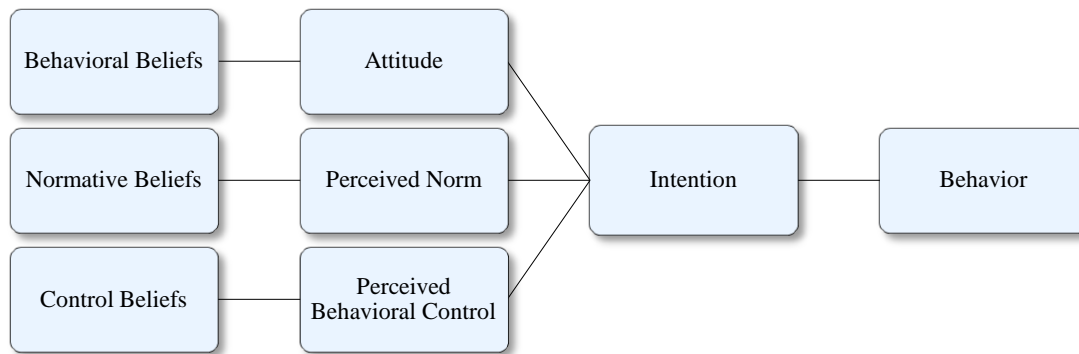 Behavioral Beliefs
Attitude
Normative Beliefs
Perceived Norm
Intention
Behavior
Control Beliefs
Perceived
Behavioral Control